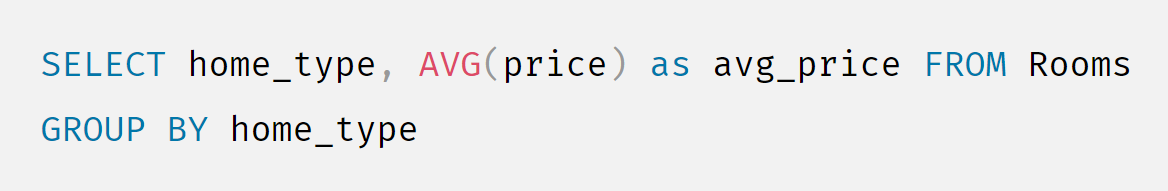 SELECT home_type, AVG(price) as avg_price FROM Rooms
GROUP BY home_type